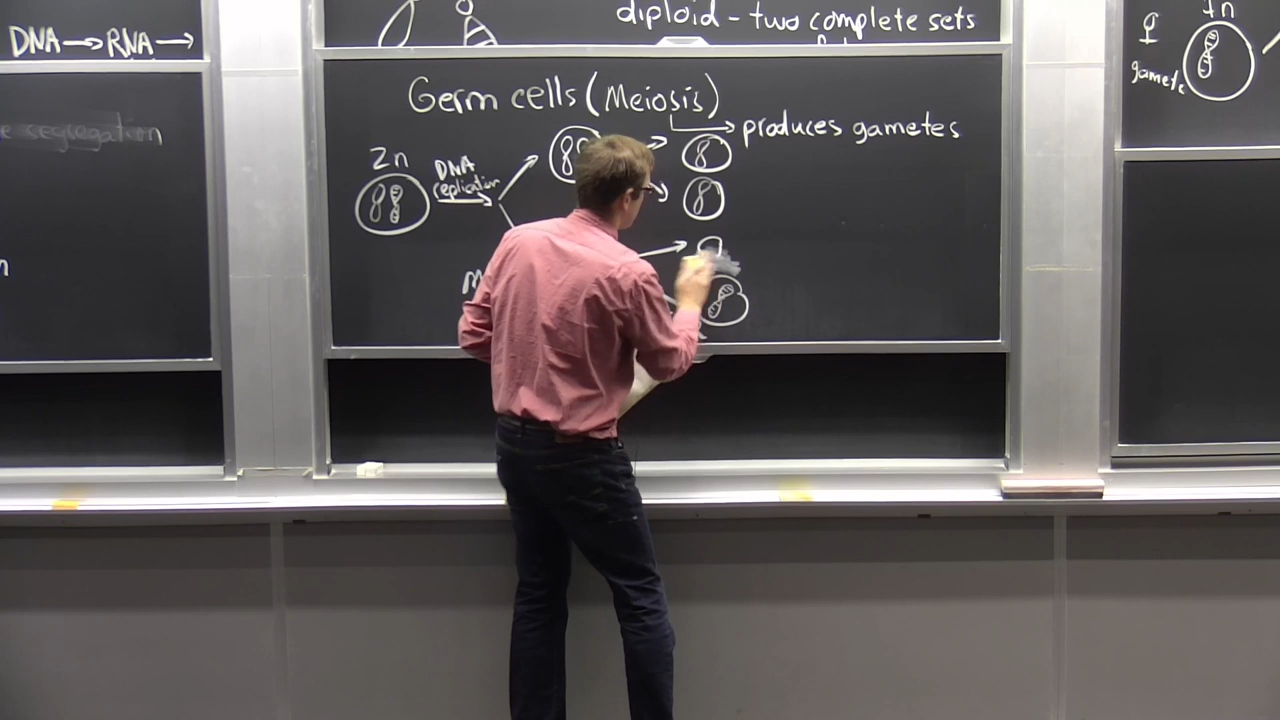 DNA → RNA →
diploid - two complete sets
1n
♀
gamete
Germ cells (Meiosis)
→ produces gametes
e segregation
2n
DNA
replication
M
n